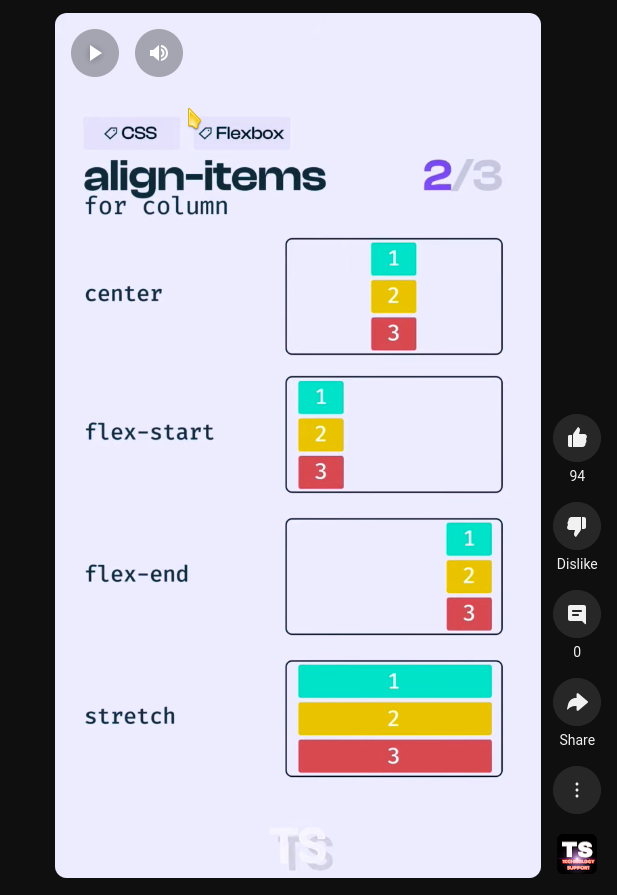 CSS
Flexbox
align-items
2/3
for column
center
1
2
3
flex-start
1
2
3
flex-end
1
2
3
stretch
1
2
3
94
Dislike
0
Share
TS
TS
TECHNOLOGY
SUPPORT